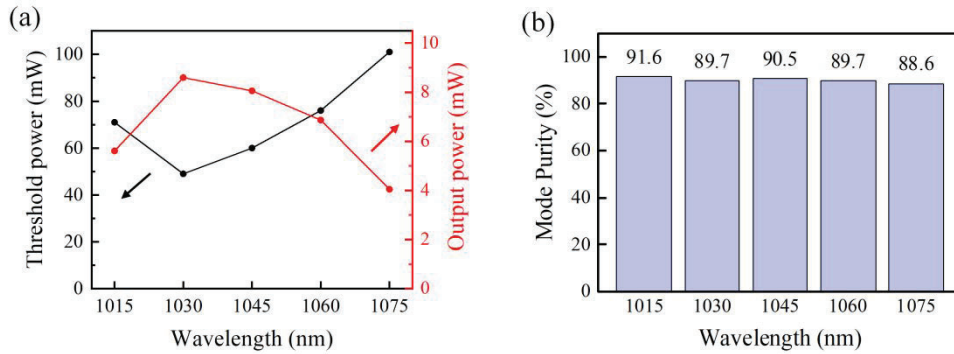 (a)
Threshold power (mW)
100
80
60
40
20
0
10
8
6
4
2
0
Output power (mW)
1015 1030 1045 1060 1075
Wavelength (nm)
(b)
Mode Purity (%)
100
80
60
40
20
0
91.6 89.7 90.5 89.7 88.6
1015 1030 1045 1060 1075
Wavelength (nm)